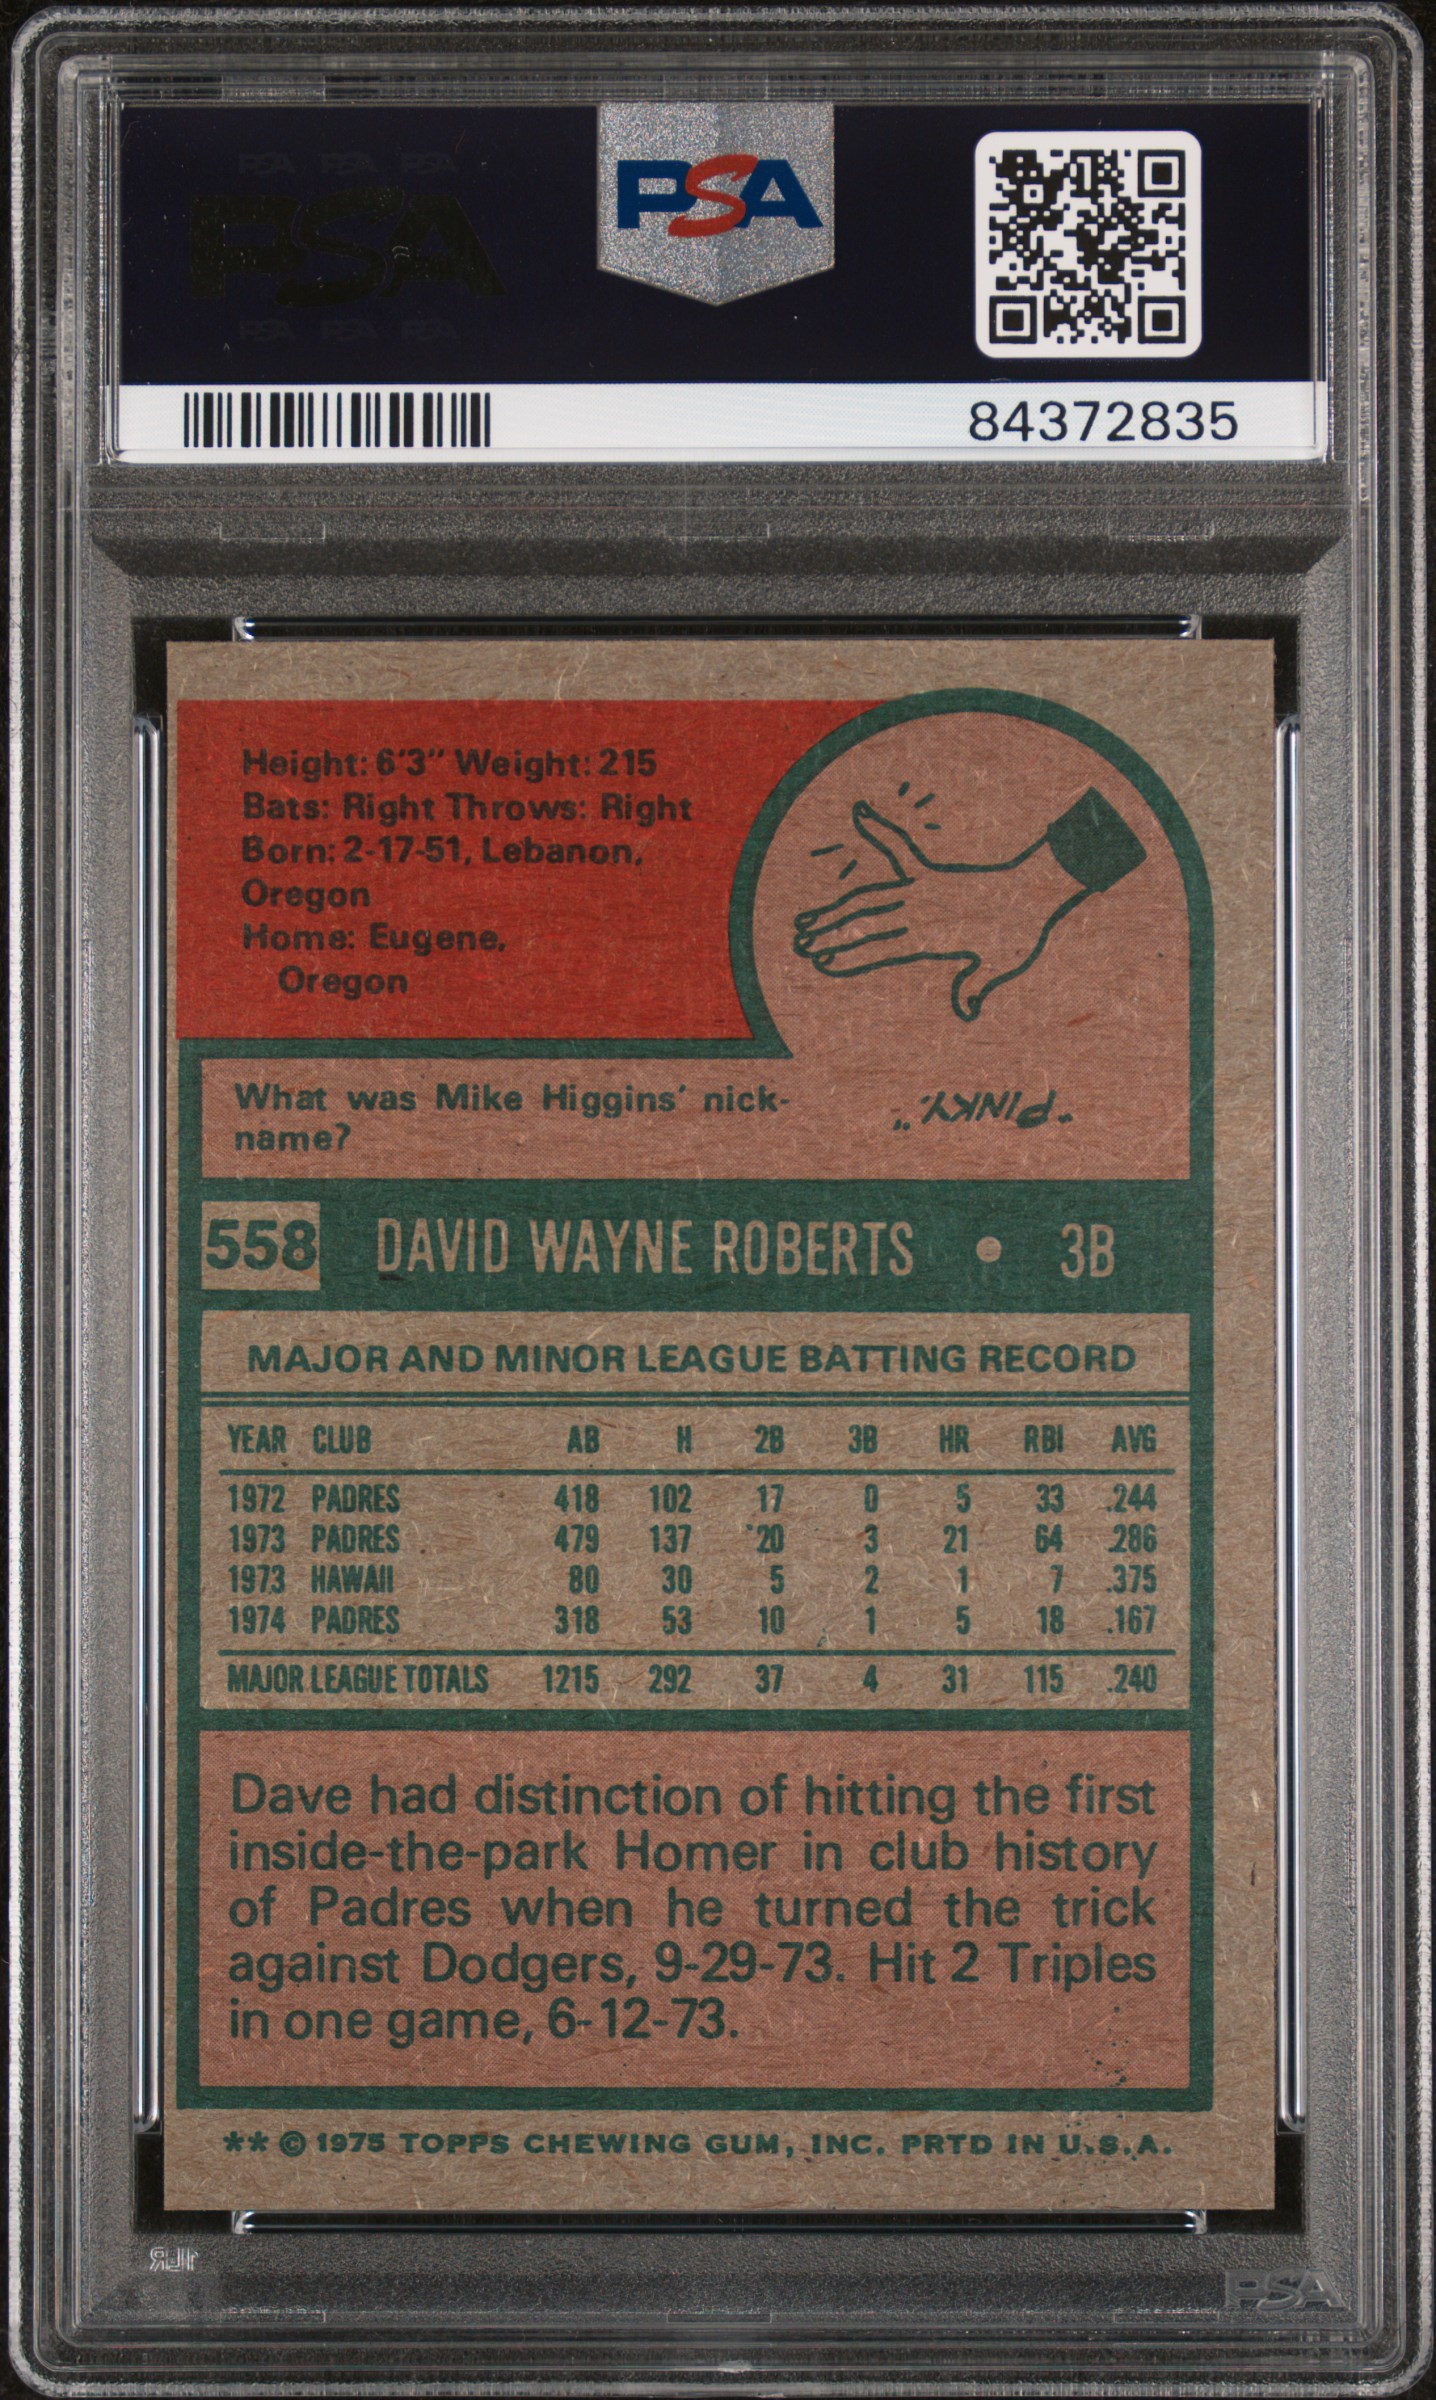 PSA PSA PSA
PSA
PSA PSA PSA
PSA
84372835
Height: 6'3" Weight: 215
Bats: Right Throws: Right
Born: 2-17-51, Lebanon,
Oregon
Home: Eugene,
Oregon
What was Mike Higgins' nick-
name?
"PINKY."
558 DAVID WAYNE ROBERTS • 3B
MAJOR AND MINOR LEAGUE BATTING RECORD
YEAR CLUB AB H 2B 3B HR RBI AVG
1972 PADRES 418 102 17 0 5 33 .244
1973 PADRES 479 137 20 3 21 64 .286
1973 HAWAII 80 30 5 2 1 7 .375
1974 PADRES 318 53 10 1 5 18 .167
MAJOR LEAGUE TOTALS 1215 292 37 4 31 115 .240
Dave had distinction of hitting the first
inside-the-park Homer in club history
of Padres when he turned the trick
against Dodgers, 9-29-73. Hit 2 Triples
in one game, 6-12-73.
** © 1975 TOPPS CHEWING GUM, INC. PRTD IN U.S.A.
PSA